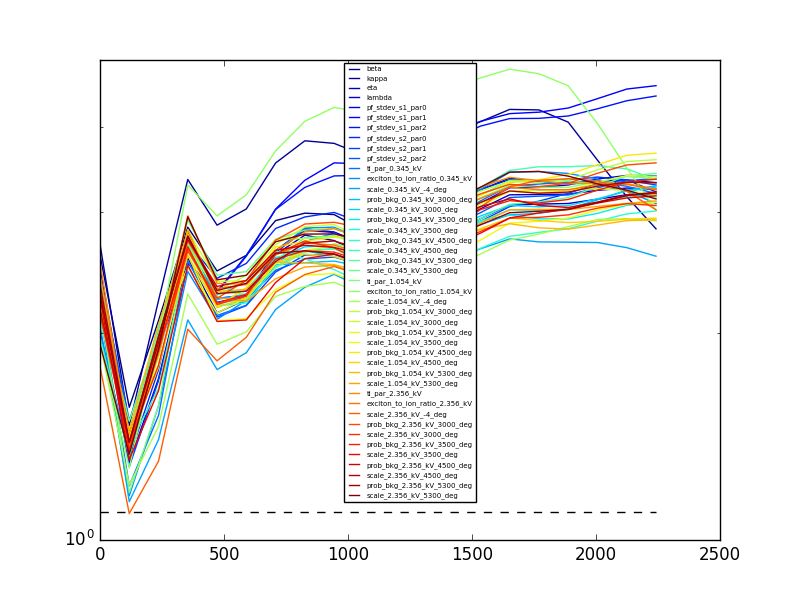 beta
kappa
eta
lambda
pf_stdev_s1_par0
pf_stdev_s1_par1
pf_stdev_s1_par2
pf_stdev_s2_par0
pf_stdev_s2_par1
pf_stdev_s2_par2
ti_par_0.345_kV
exciton_to_ion_ratio_0.345_kV
scale_0.345_kV_-4_deg
prob_bkg_0.345_kV_3000_deg
scale_0.345_kV_3000_deg
prob_bkg_0.345_kV_3500_deg
scale_0.345_kV_3500_deg
prob_bkg_0.345_kV_4500_deg
scale_0.345_kV_4500_deg
prob_bkg_0.345_kV_5300_deg
scale_0.345_kV_5300_deg
ti_par_1.054_kV
exciton_to_ion_ratio_1.054_kV
scale_1.054_kV_-4_deg
prob_bkg_1.054_kV_3000_deg
scale_1.054_kV_3000_deg
prob_bkg_1.054_kV_3500_deg
scale_1.054_kV_3500_deg
prob_bkg_1.054_kV_4500_deg
scale_1.054_kV_4500_deg
prob_bkg_1.054_kV_5300_deg
scale_1.054_kV_5300_deg
ti_par_2.356_kV
exciton_to_ion_ratio_2.356_kV
scale_2.356_kV_-4_deg
prob_bkg_2.356_kV_3000_deg
scale_2.356_kV_3000_deg
prob_bkg_2.356_kV_3500_deg
scale_2.356_kV_3500_deg
prob_bkg_2.356_kV_4500_deg
scale_2.356_kV_4500_deg
prob_bkg_2.356_kV_5300_deg
scale_2.356_kV_5300_deg
10^0
0 500 1000 1500 2000 2500